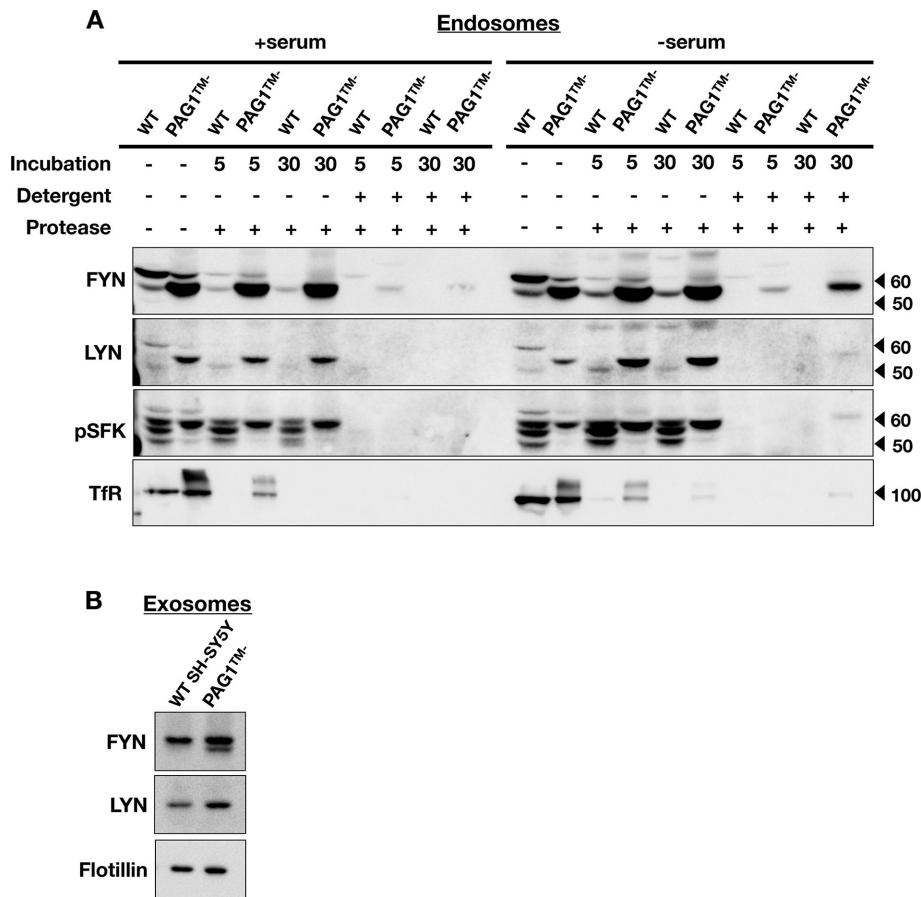 A
Endosomes
+serum -serum
WT PAG1TM- WT PAG1TM- WT PAG1TM- WT PAG1TM- WT PAG1TM- WT PAG1TM- WT PAG1TM- WT PAG1TM- WT PAG1TM- WT PAG1TM-
Incubation - - 5 5 30 30 5 5 30 30 - - 5 5 30 30 5 5 30 30
Detergent - - - - - - + + + + - - - - - - + + + +
Protease - - + + + + + + + + - - + + + + + + + +
FYN 60
50
LYN 60
50
pSFK 60
50
TfR 100
B
Exosomes
WT SH-SY5Y PAG1TM-
FYN
LYN
Flotillin